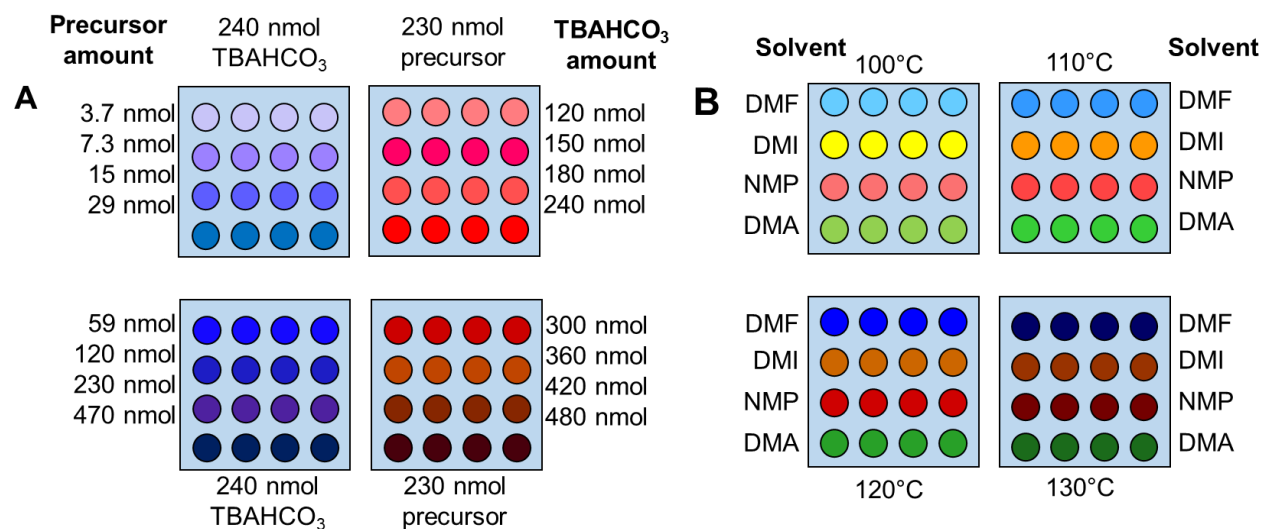 Precursor
amount
240 nmol
TBAHCO₃
230 nmol
precursor
TBAHCO₃
amount
A
3.7 nmol
7.3 nmol
15 nmol
29 nmol
120 nmol
150 nmol
180 nmol
240 nmol
59 nmol
120 nmol
230 nmol
470 nmol
300 nmol
360 nmol
420 nmol
480 nmol
240 nmol
TBAHCO₃
230 nmol
precursor
B
Solvent
100°C
110°C
Solvent
DMF
DMI
NMP
DMA
DMF
DMI
NMP
DMA
DMF
DMI
NMP
DMA
DMF
DMI
NMP
DMA
120°C
130°C